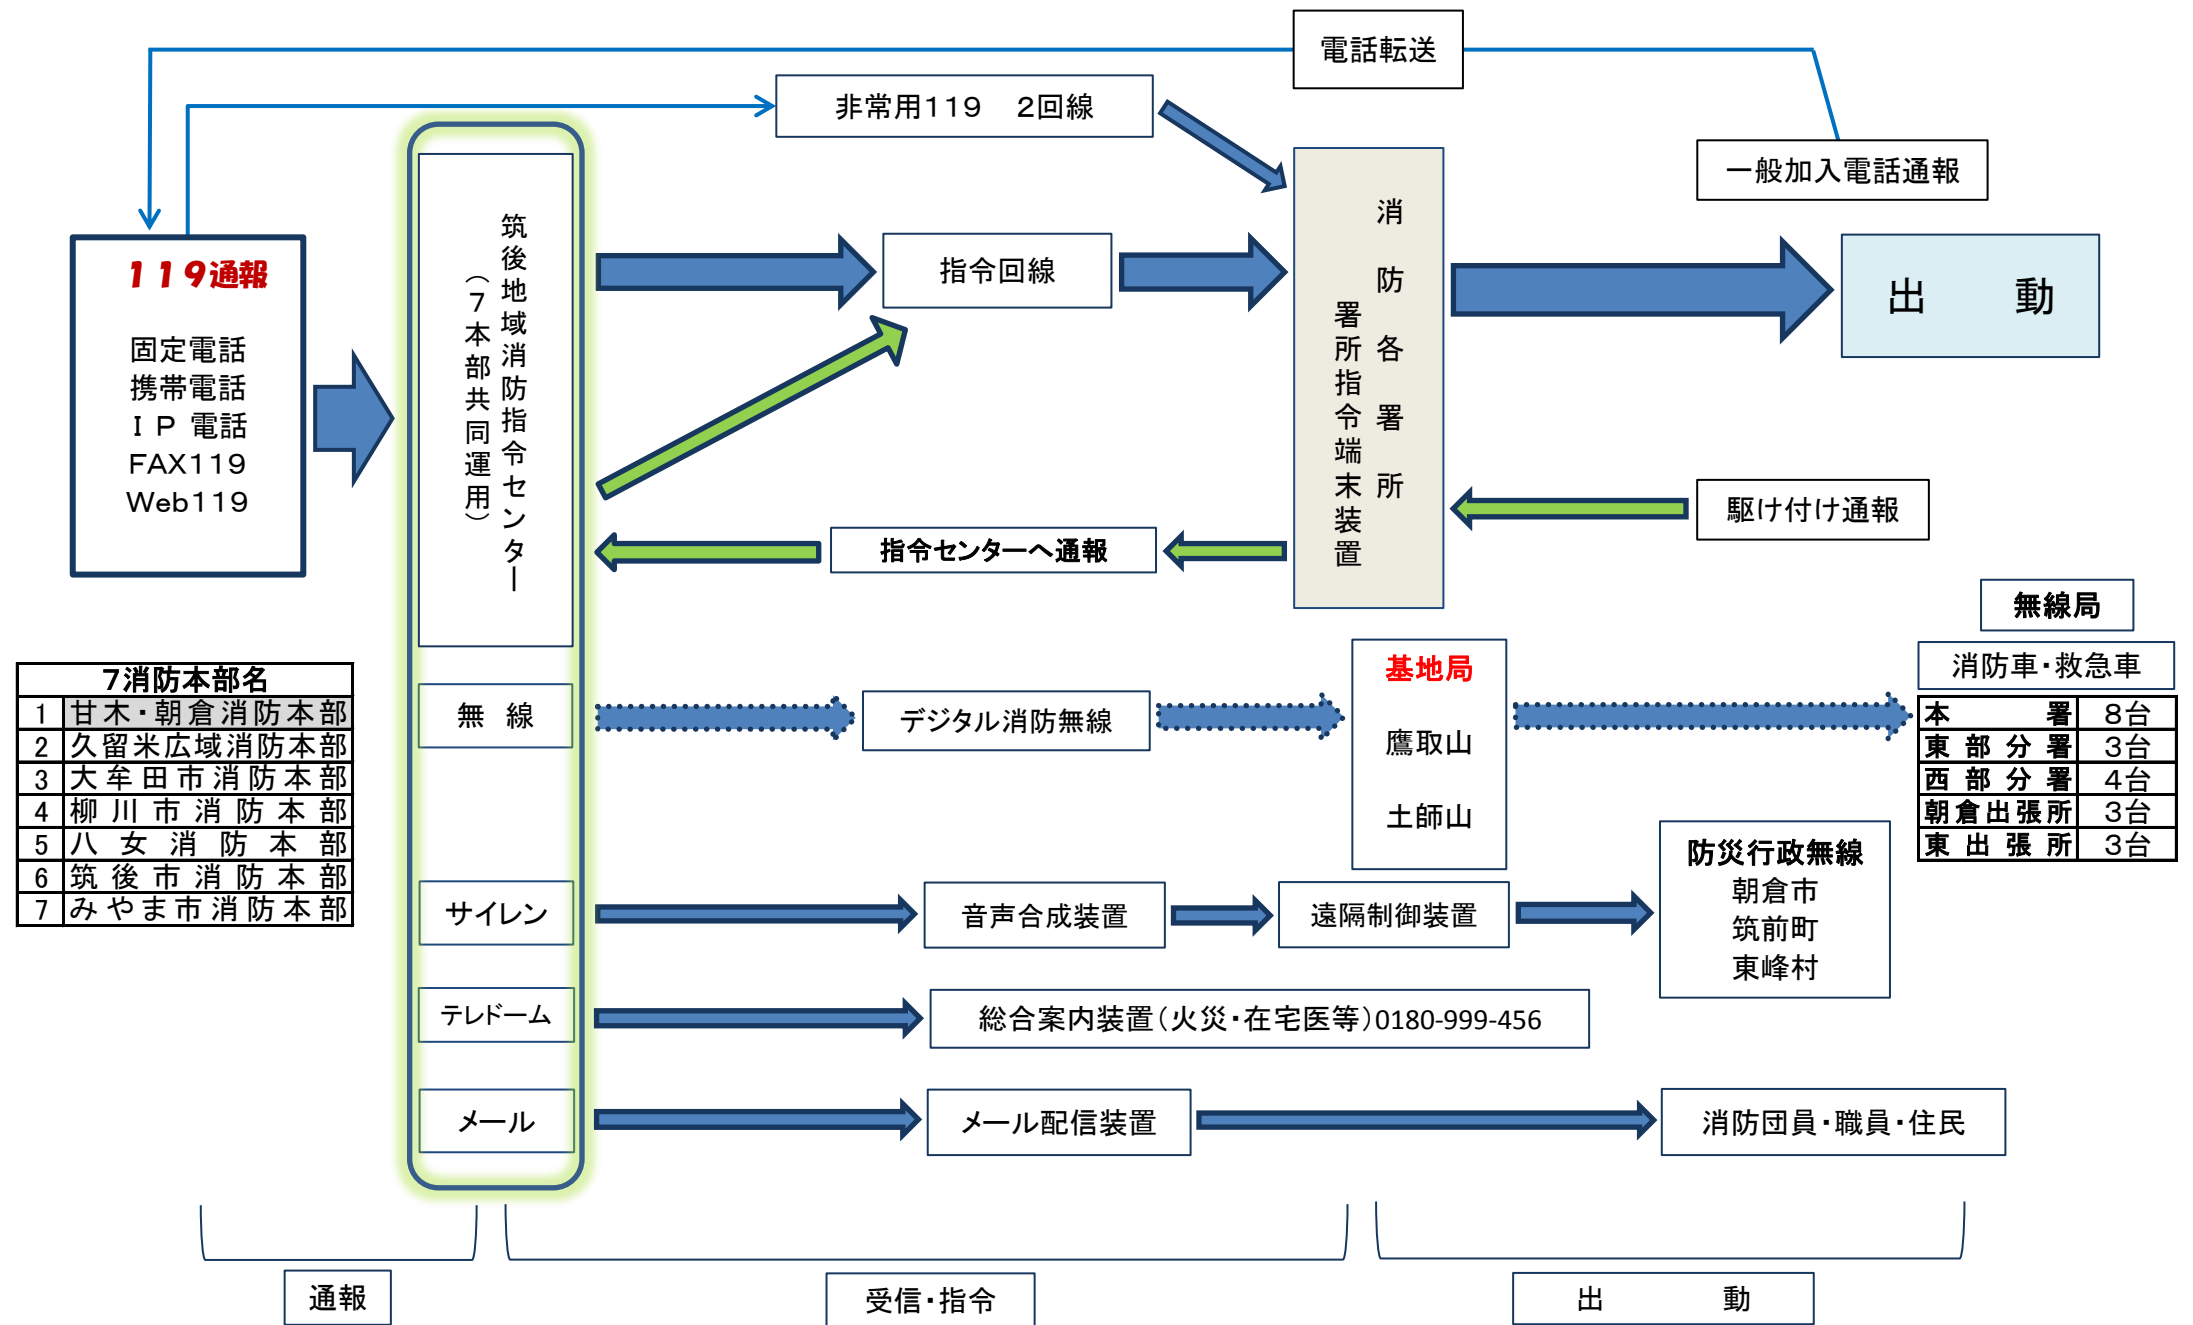 電話転送
非常用119　2回線
一般加入電話通報
119通報
固定電話
携帯電話
ＩＰ電話
FAX119
Web119
筑後地域消防指令センター
（7本部共同運用）
指令回線
消防各署所
署所指令端末装置
出　動
駆け付け通報
指令センターへ通報
無線局
消防車・救急車
本署 8台
東部分署 3台
西部分署 4台
朝倉出張所 3台
東出張所 3台
7消防本部名
1 甘木・朝倉消防本部
2 久留米広域消防本部
3 大牟田市消防本部
4 柳川市消防本部
5 八女消防本部
6 筑後市消防本部
7 みやま市消防本部
無線
デジタル消防無線
基地局
鷹取山
土師山
サイレン
音声合成装置
遠隔制御装置
防災行政無線
朝倉市
筑前町
東峰村
テレドーム
総合案内装置（火災・在宅医等）0180-999-456
メール
メール配信装置
消防団員・職員・住民
通報
受信・指令
出　動